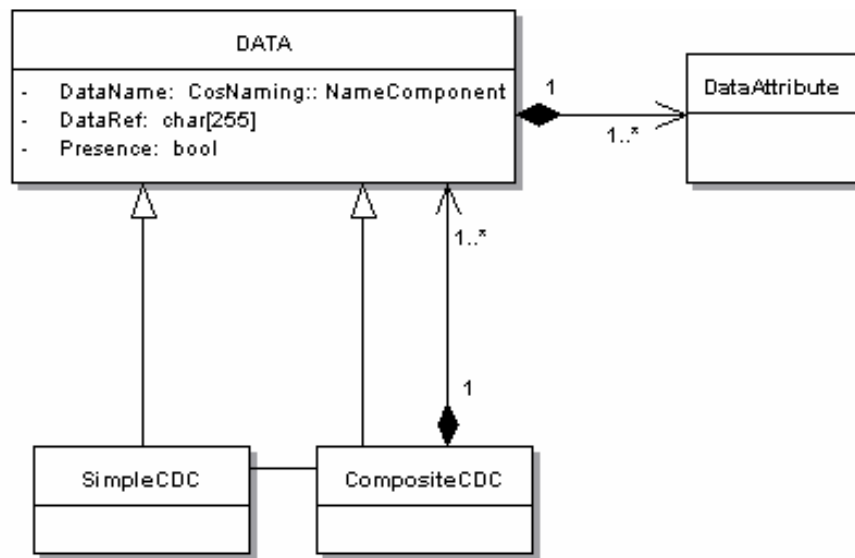 DATA
- DataName: CosNaming:: NameComponent
- DataRef: char[255]
- Presence: bool
1
1..*
DataAttribute
1..*
1
SimpleCDC
CompositeCDC